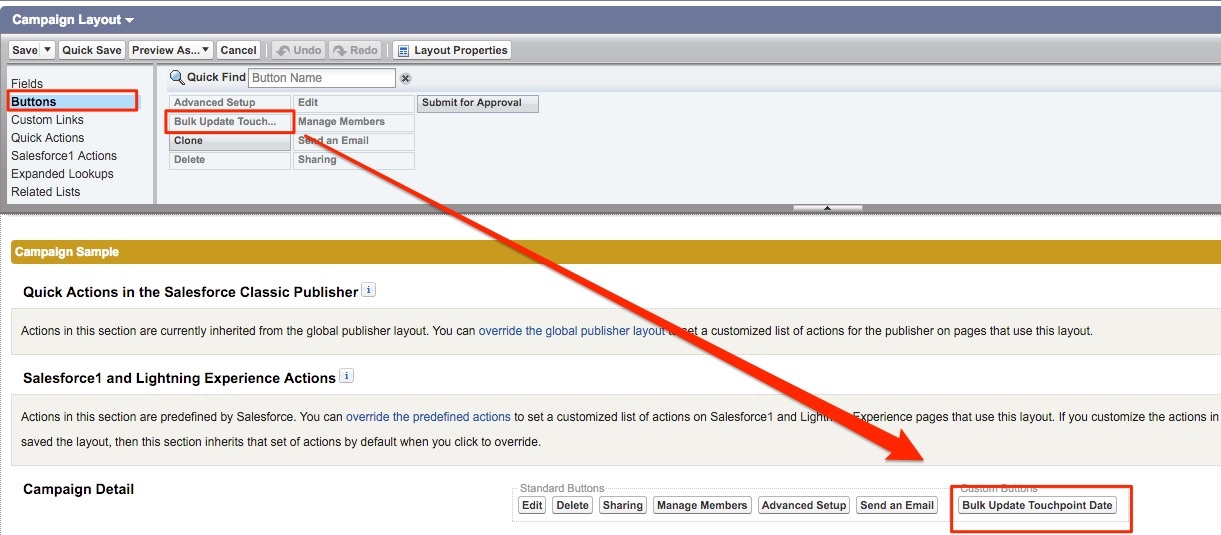 Campaign Layout
Save Quick Save Preview As... Cancel Undo Redo Layout Properties
Fields
Buttons
Custom Links
Quick Actions
Salesforce1 Actions
Expanded Lookups
Related Lists
Quick Find Button Name
Advanced Setup Edit Submit for Approval
Bulk Update Touch... Manage Members
Clone Send an Email
Delete Sharing
Campaign Sample
Quick Actions in the Salesforce Classic Publisher i
Actions in this section are currently inherited from the global publisher layout. You can override the global publisher layout to set a customized list of actions for the publisher on pages that use this layout.
Salesforce1 and Lightning Experience Actions i
Actions in this section are predefined by Salesforce. You can override the predefined actions to set a customized list of actions on Salesforce1 and Lightning Experience pages that use this layout. If you customize the actions in
saved the layout, then this section inherits that set of actions by default when you click to override.
Campaign Detail
Standard Buttons
Edit Delete Sharing Manage Members Advanced Setup Send an Email
Custom Buttons
Bulk Update Touchpoint Date